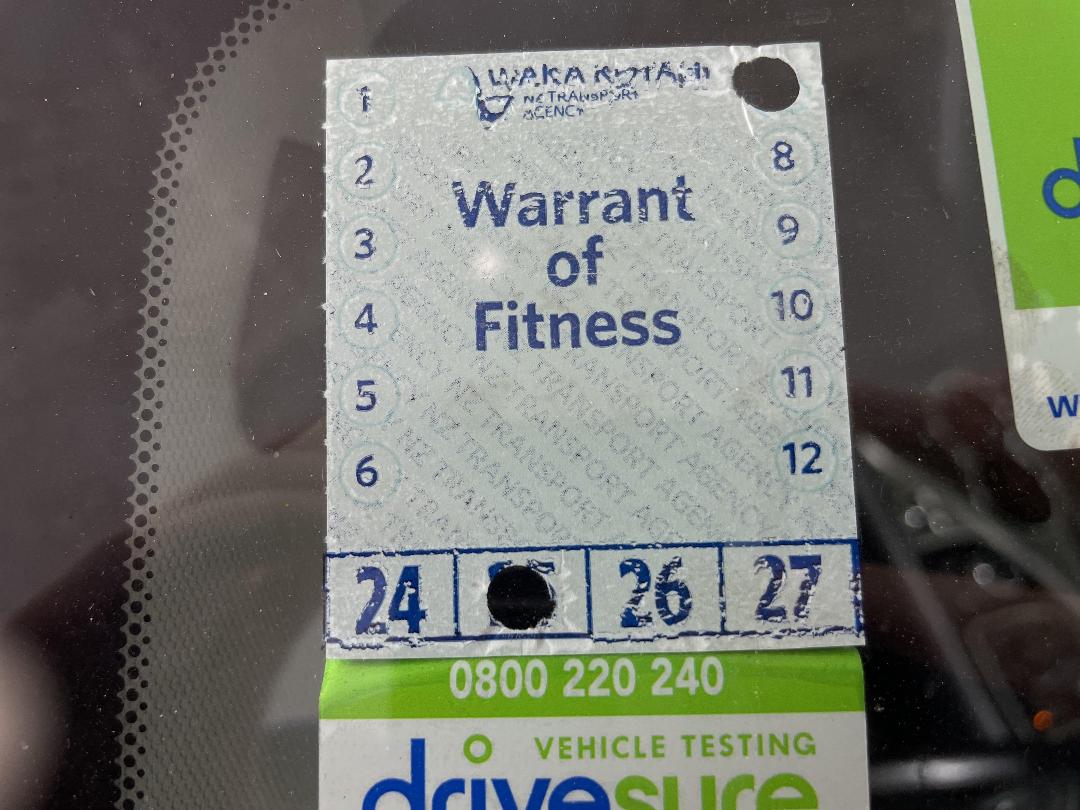 WAKA KOTAHI
NZ TRANSPORT
AGENCY
1
2
3
4
5
6
8
9
10
11
12
Warrant
of
Fitness
24
26
27
0800 220 240
VEHICLE TESTING
drivesure
d
W